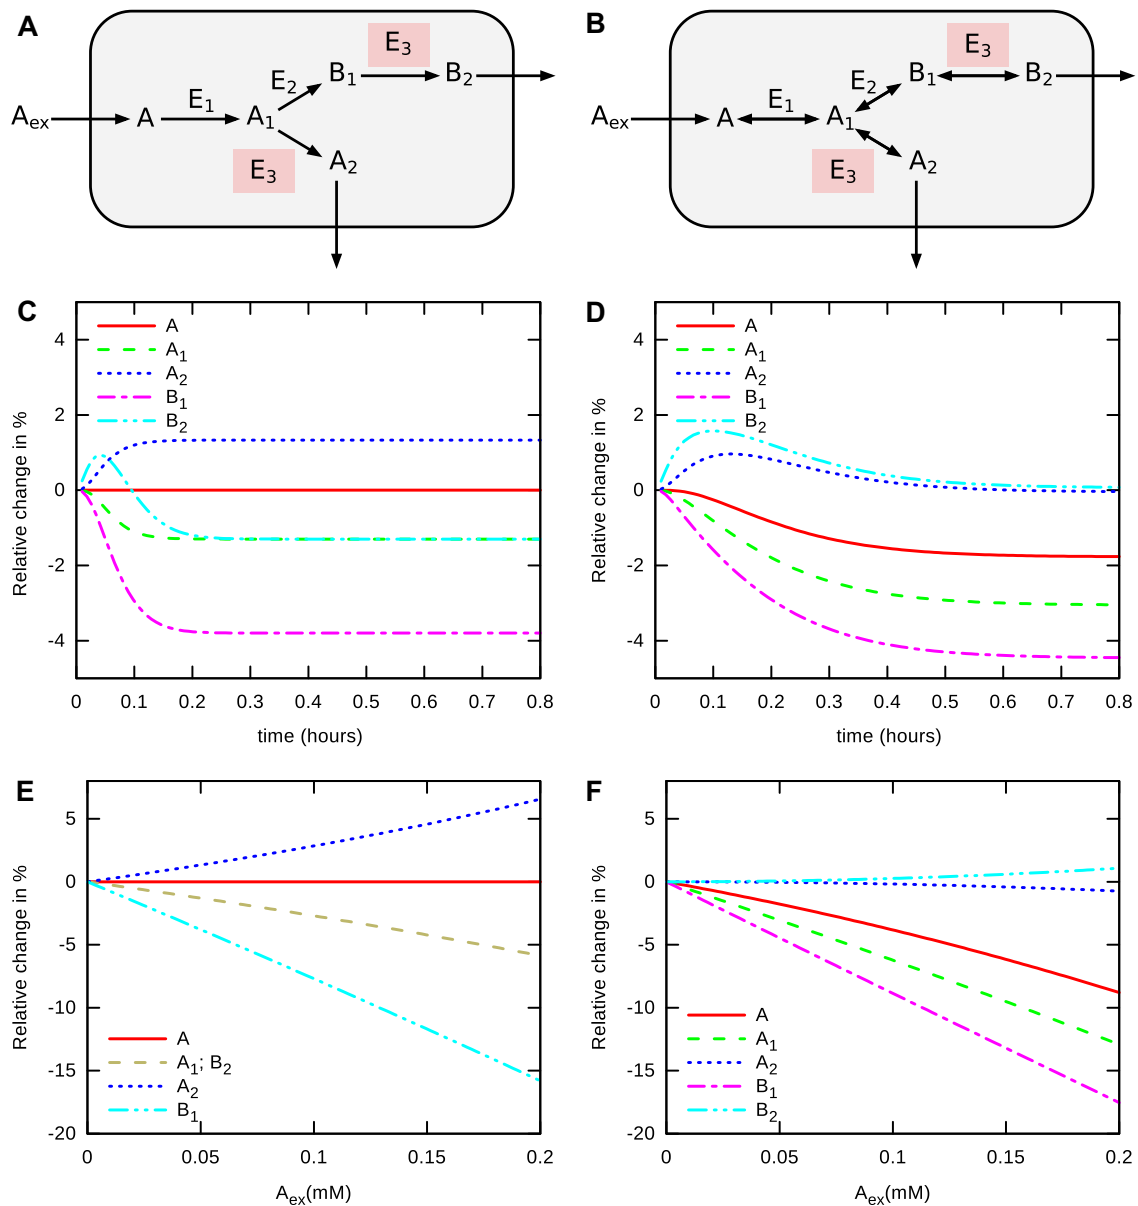 A
E₃
B₁
B₂
E₂
A_ex
A
E₁
A₁
E₃
A₂
B
E₃
B₁
B₂
E₂
A_ex
A
E₁
A₁
E₃
A₂
C
A
A₁
A₂
B₁
B₂
4
2
0
-2
-4
Relative change in %
0 0.1 0.2 0.3 0.4 0.5 0.6 0.7 0.8
time (hours)
D
A
A₁
A₂
B₁
B₂
4
2
0
-2
-4
Relative change in %
0 0.1 0.2 0.3 0.4 0.5 0.6 0.7 0.8
time (hours)
E
5
0
-5
-10
-15
-20
Relative change in %
A
A₁; B₂
A₂
B₁
0 0.05 0.1 0.15 0.2
A_ex(mM)
F
5
0
-5
-10
-15
-20
Relative change in %
A
A₁
A₂
B₁
B₂
0 0.05 0.1 0.15 0.2
A_ex(mM)